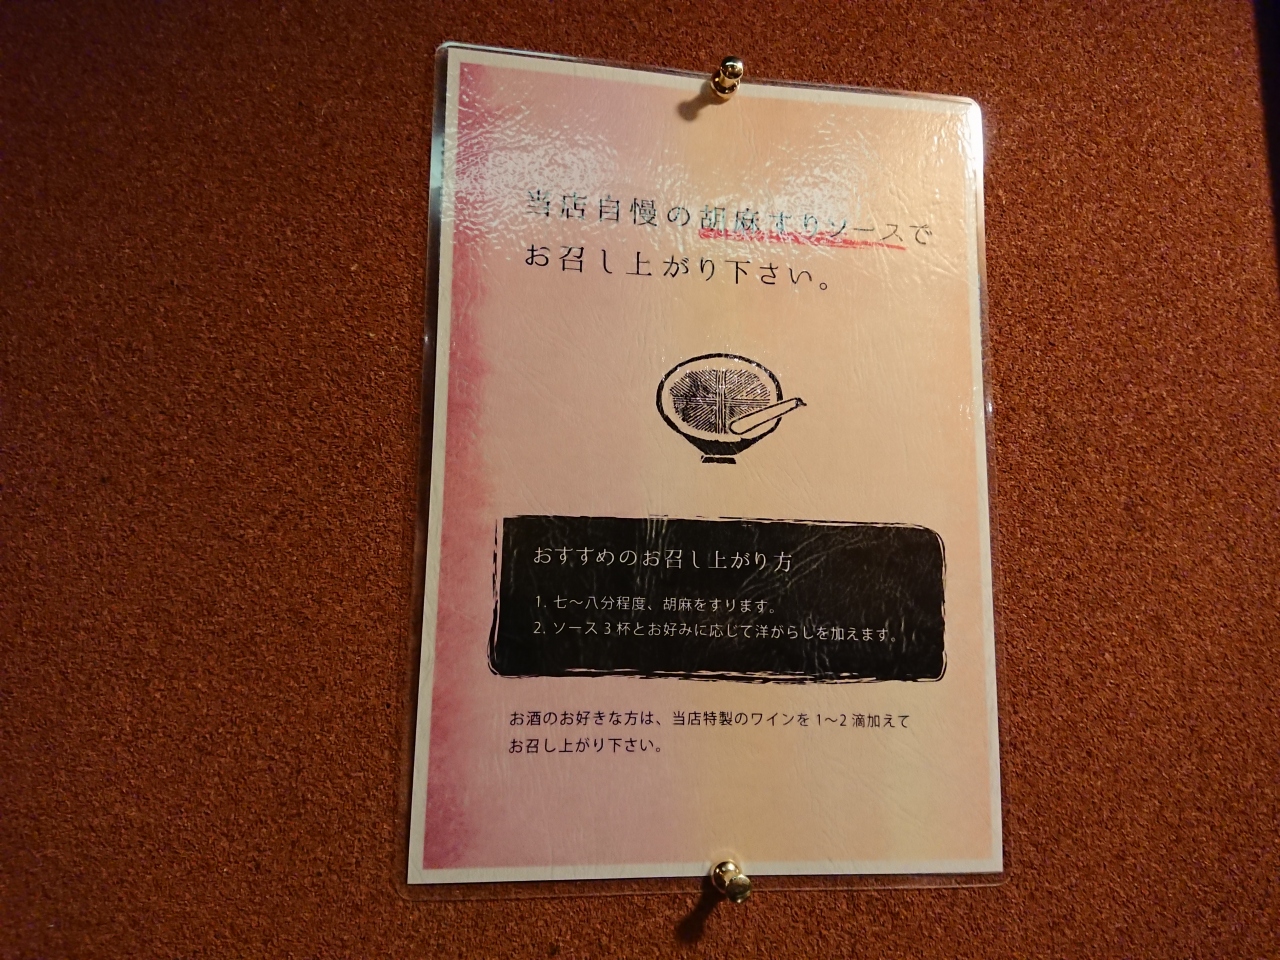 当店自慢の胡麻すりソースで
お召し上がり下さい。
おすすめのお召し上がり方
1. 七〜八分程度、胡麻をすります。
2. ソース3杯とお好みに応じて洋がらしを加えます。
お酒のお好きな方は、当店特製のワインを1〜2滴加えて
お召し上がり下さい。